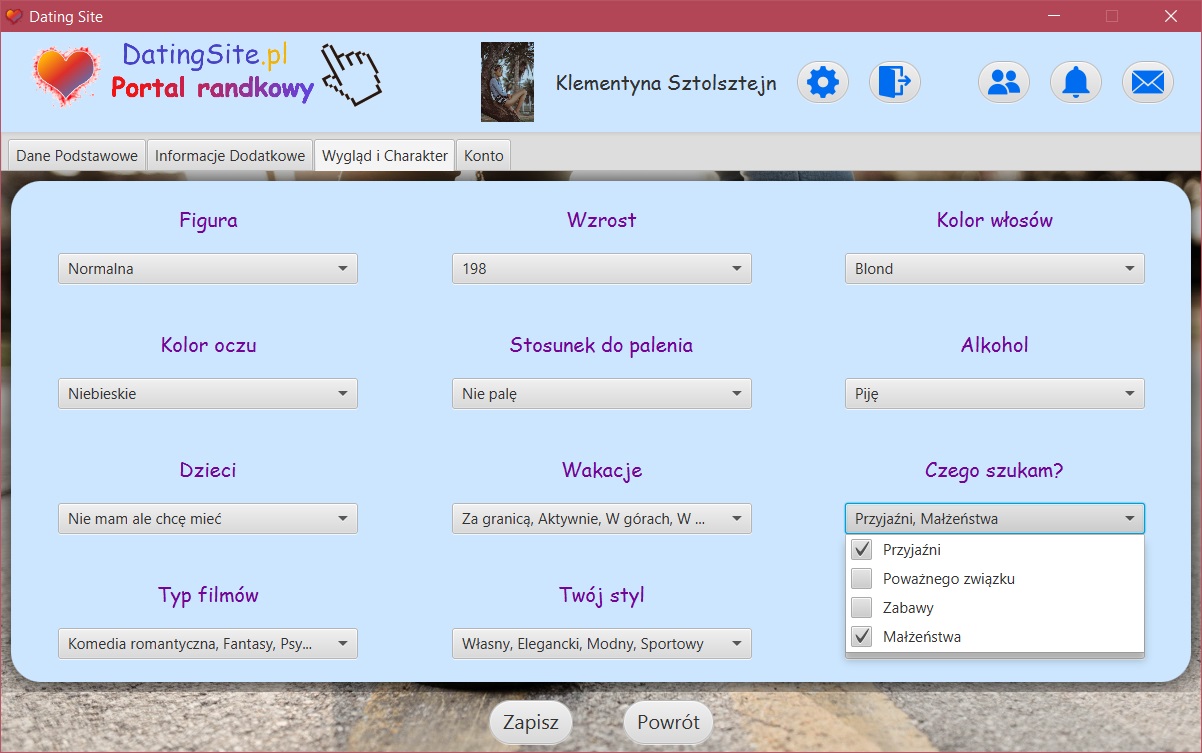 Dating Site
DatingSite.pl
Portal randkowy
Klementyna Sztolsztejn
Dane Podstawowe
Informacje Dodatkowe
Wygląd i Charakter
Konto
Figura
Wzrost
Kolor włosów
Normalna
198
Blond
Kolor oczu
Stosunek do palenia
Alkohol
Niebieskie
Nie palę
Piję
Dzieci
Wakacje
Czego szukam?
Nie mam ale chcę mieć
Za granicą, Aktywnie, W górach, W ...
Przyjaźni, Małżeństwa
Przyjaźni
Poważnego związku
Zabawy
Małżeństwa
Typ filmów
Twój styl
Komedia romantyczna, Fantasy, Psy...
Własny, Elegancki, Modny, Sportowy
Zapisz
Powrót